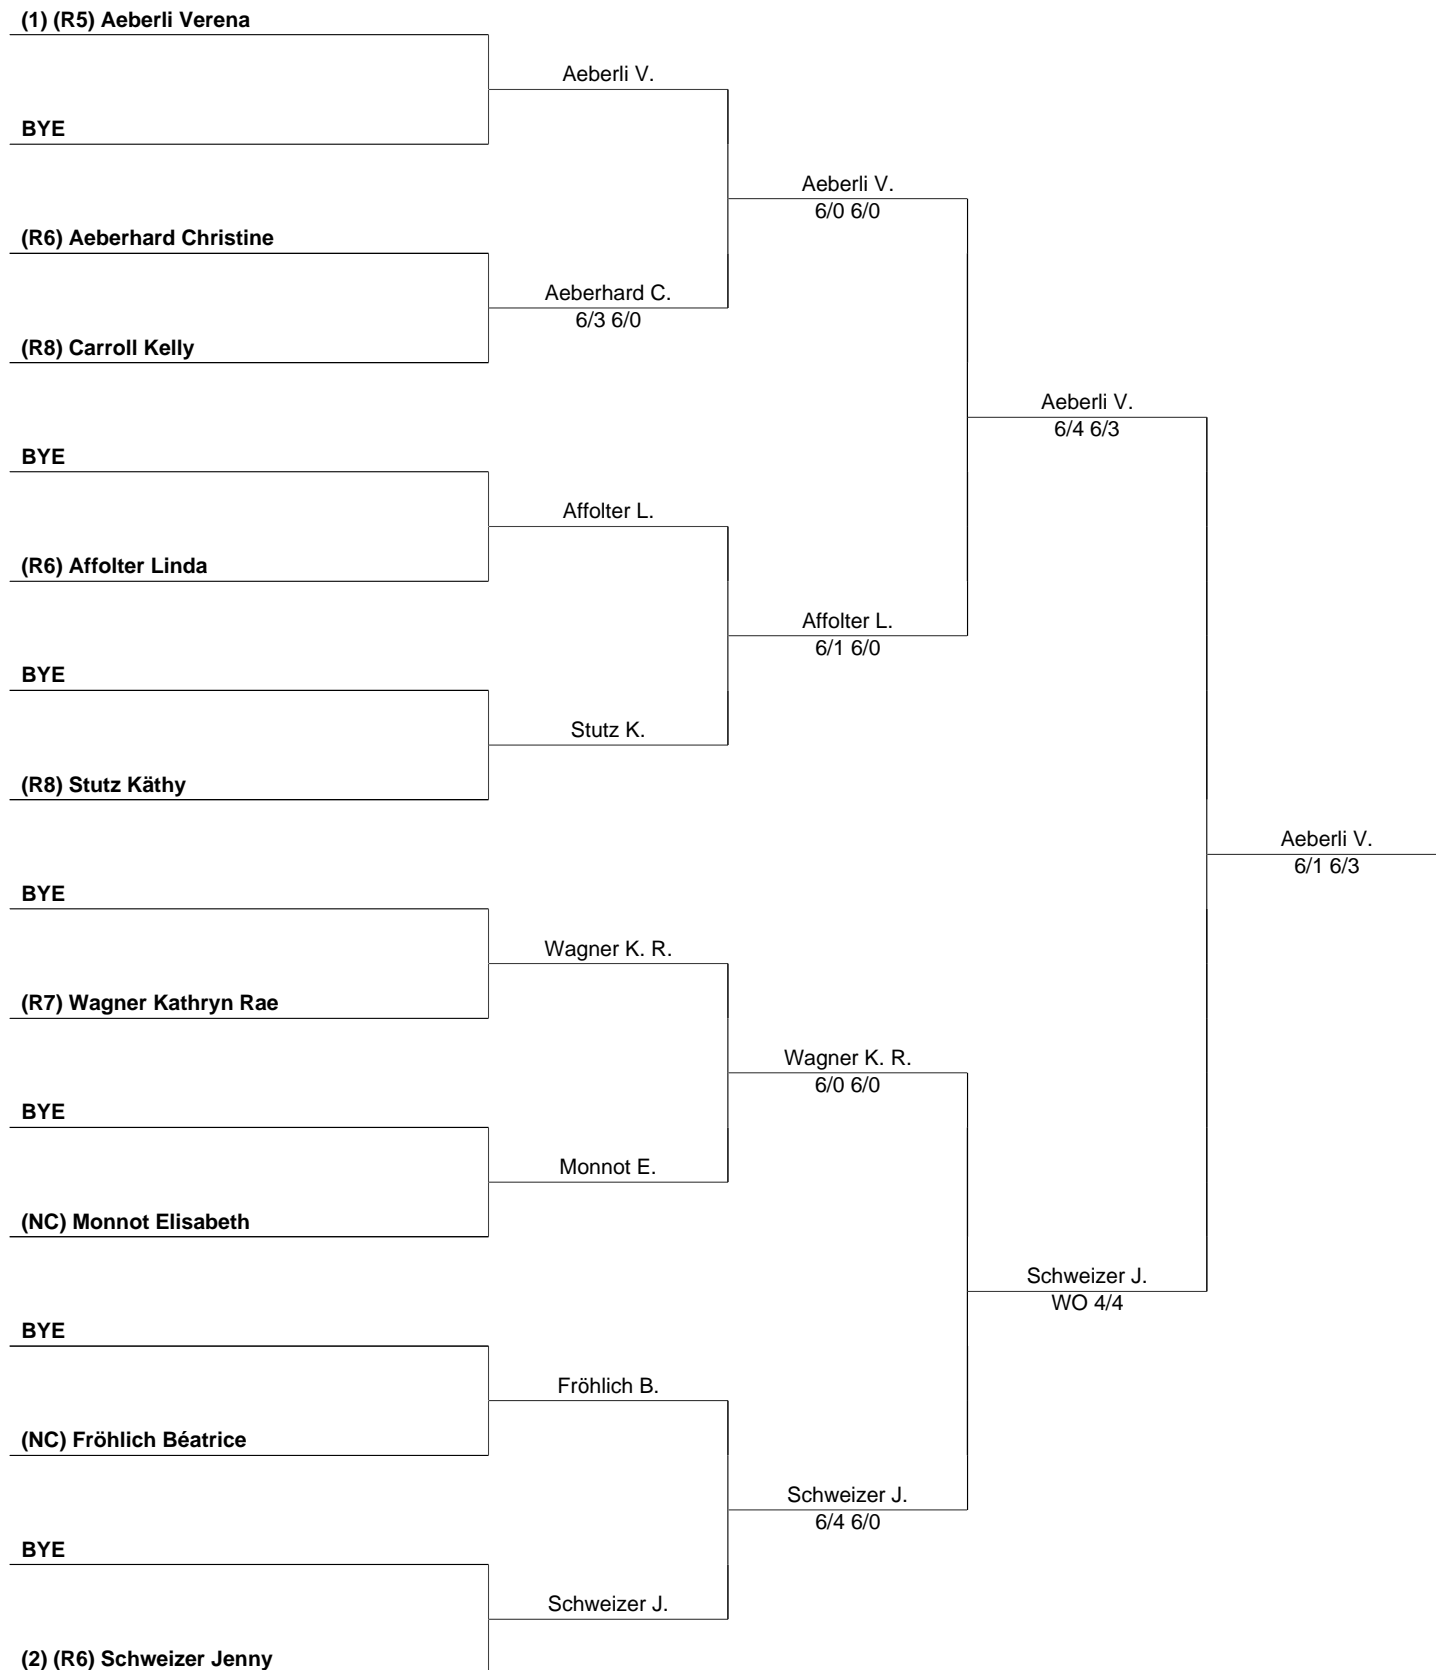 (1) (R5) Aeberli Verena
Aeberli V.
BYE
Aeberli V.
6/0 6/0
(R6) Aeberhard Christine
Aeberhard C.
6/3 6/0
(R8) Carroll Kelly
Aeberli V.
6/4 6/3
BYE
Affolter L.
(R6) Affolter Linda
Affolter L.
6/1 6/0
BYE
Stutz K.
(R8) Stutz Käthy
Aeberli V.
6/1 6/3
BYE
Wagner K. R.
(R7) Wagner Kathryn Rae
Wagner K. R.
6/0 6/0
BYE
Monnot E.
(NC) Monnot Elisabeth
Schweizer J.
WO 4/4
BYE
Fröhlich B.
(NC) Fröhlich Béatrice
Schweizer J.
6/4 6/0
BYE
Schweizer J.
(2) (R6) Schweizer Jenny